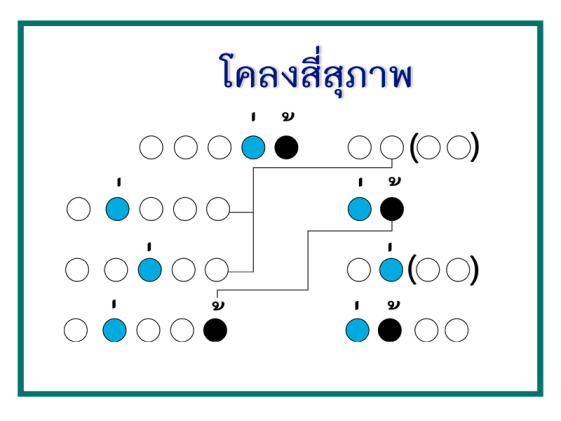 โคลงสี่สุภาพ
่ ้ ( )
่ ่ ้
่ ่ ( )
่ ้ ่ ้